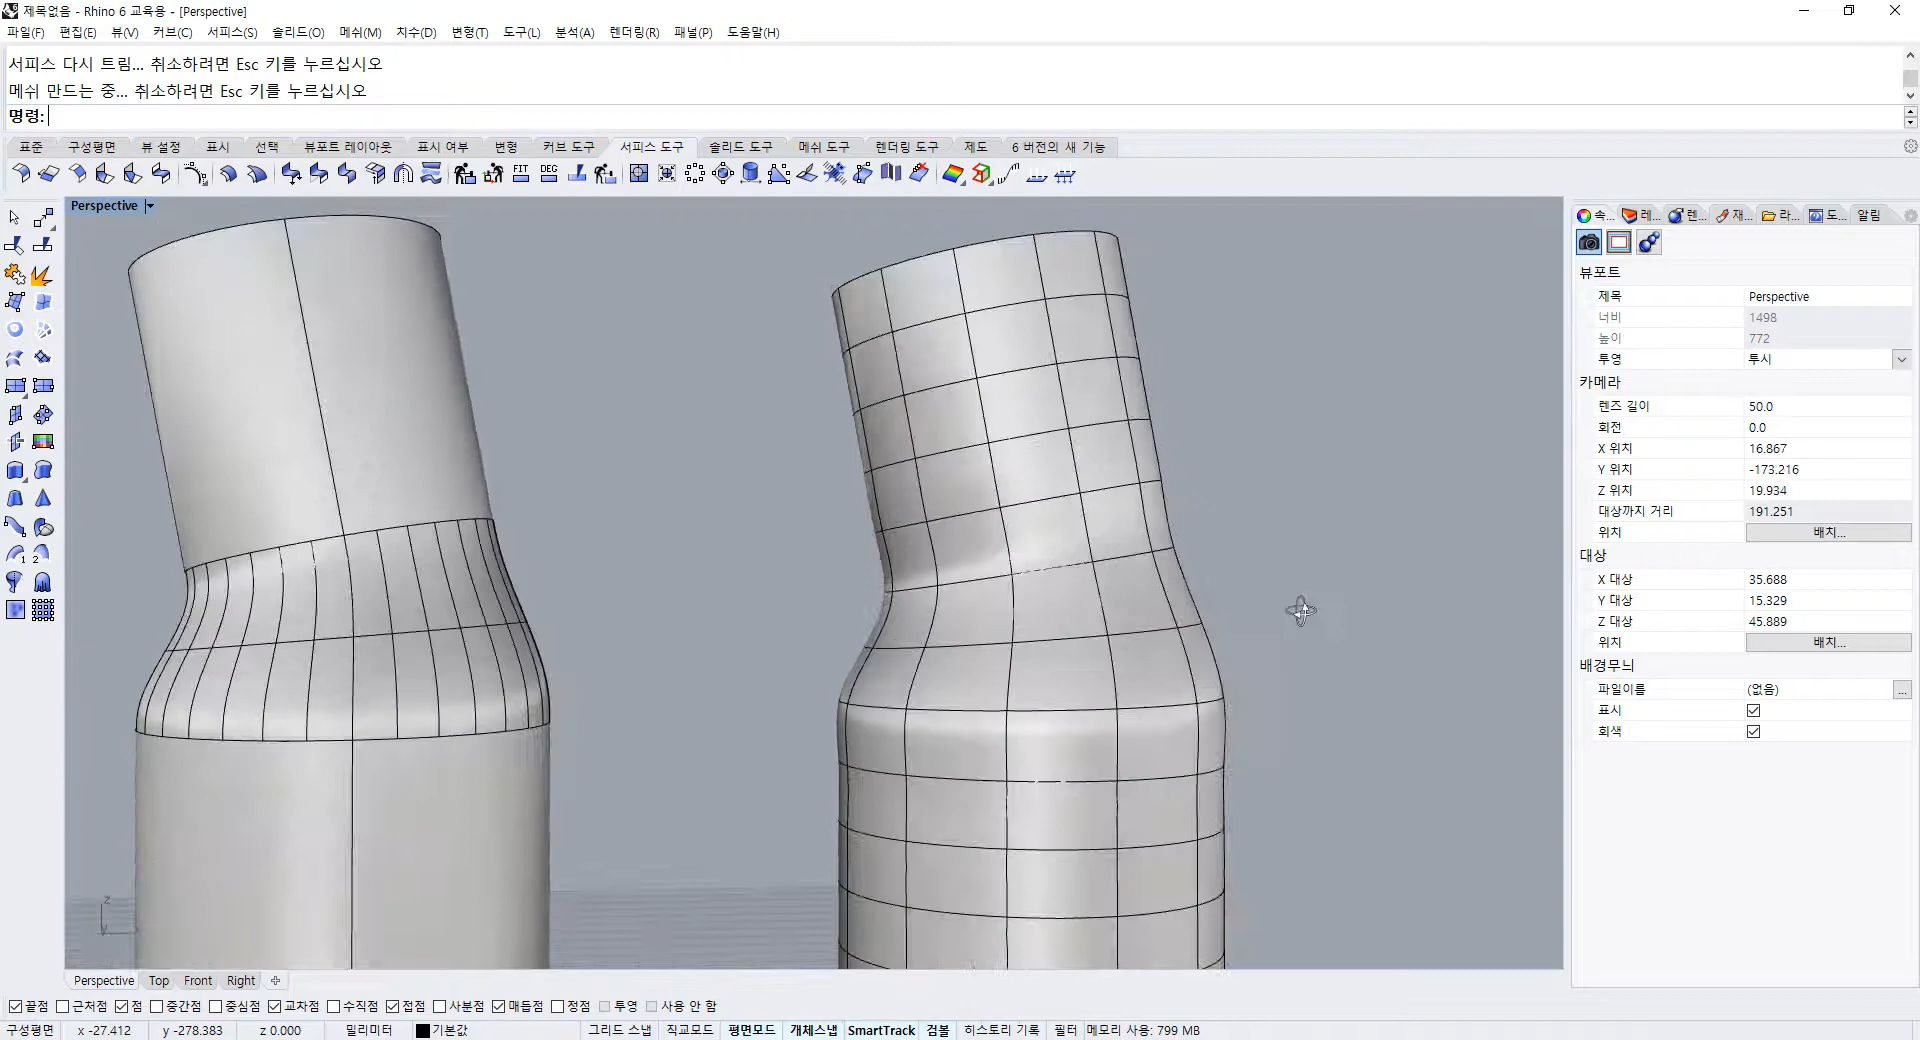 제목없음 - Rhino 6 교육용 - [Perspective]
파일(F) 편집(E) 뷰(V) 커브(C) 서피스(S) 솔리드(O) 메쉬(M) 치수(D) 변형(T) 도구(L) 분석(A) 렌더링(R) 패널(P) 도움말(H)
서피스 다시 트림... 취소하려면 Esc 키를 누르십시오
메쉬 만드는 중... 취소하려면 Esc 키를 누르십시오
명령:
표준 구성평면 뷰 설정 표시 선택 뷰포트 레이아웃 표시 여부 변형 커브 도구 서피스 도구 솔리드 도구 메쉬 도구 렌더링 도구 제도 6 버전의 새 기능
FIT DEG
Perspective
속... 레... 렌... 재... 라... 도... 알림
뷰포트
제목 Perspective
너비 1498
높이 772
투영 투시
카메라
렌즈 길이 50.0
회전 0.0
X 위치 16.867
Y 위치 -173.216
Z 위치 19.934
대상까지 거리 191.251
위치 배치...
대상
X 대상 35.688
Y 대상 15.329
Z 대상 45.889
위치 배치...
배경무늬
파일이름 (없음) ...
표시
회색
1 2
z
y
Perspective Top Front Right
끝점 근처점 점 중간점 중심점 교차점 수직점 접점 사분점 매듭점 정점 투영 사용 안 함
구성평면 x -27.412 y -278.383 z 0.000 밀리미터 기본값 그리드 스냅 직교모드 평면모드 개체스냅 SmartTrack 검볼 히스토리 기록 필터 메모리 사용: 799 MB